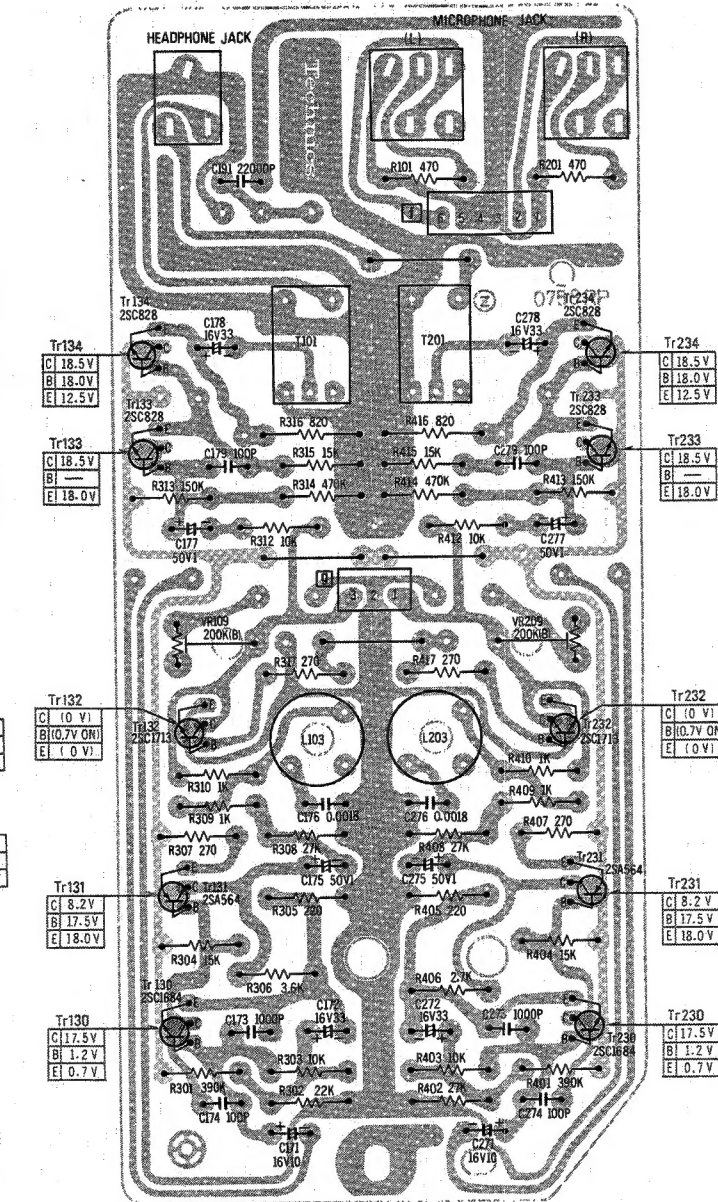 MICROPHONE JACK
HEADPHONE JACK (L) (R)
Technics
C191 22000P R101 470 R201 470
6 5 4 3 2 1
Z
Tr134
2SC828
C178
16V33
T101
T201
C278
16V33
Tr234
2SC828
Tr134
C 18.5V
B 18.0V
E 12.5V
Tr234
C 18.5V
B 18.0V
E 12.5V
Tr133
2SC828
Tr233
2SC828
R316 820 R416 820
Tr133
C 18.5V
B —
E 18.0V
Tr233
C 18.5V
B —
E 18.0V
C179 100P R315 15K R415 15K C279 100P
R313 150K R314 470K R414 470K R413 150K
R312 10K R412 10K
C177
50V1
C277
50V1
3 2 1
VR109
200K(B)
VR209
200K(B)
R317 270 R417 270
Tr132
C (0 V)
B (0.7V ON)
E (0 V)
Tr232
C (0 V)
B (0.7V ON)
E (0V)
Tr132
2SC1713
L103
L203
Tr232
2SC1713
R310 1K R410 1K
R309 1K R409 1K
C176 0.0018 C276 0.0018
R307 270 R308 27K R408 27K R407 270
C175 50V1 C275 50V1
Tr131
2SA564
Tr231
2SA564
R305 220 R405 220
Tr131
C 8.2V
B 17.5V
E 18.0V
Tr231
C 8.2V
B 17.5V
E 18.0V
R304 15K R404 15K
R306 3.6K R406 2.7K
Tr130
2SC1684
C173 1000P
C172
16V33
C272
16V33
C273 1000P
Tr230
2SC1684
Tr130
C 17.5V
B 1.2V
E 0.7V
Tr230
C 17.5V
B 1.2V
E 0.7V
R303 10K R403 10K
R301 390K R302 22K R402 27K R401 390K
C174 100P C274 100P
C171
16V10
C271
16V10